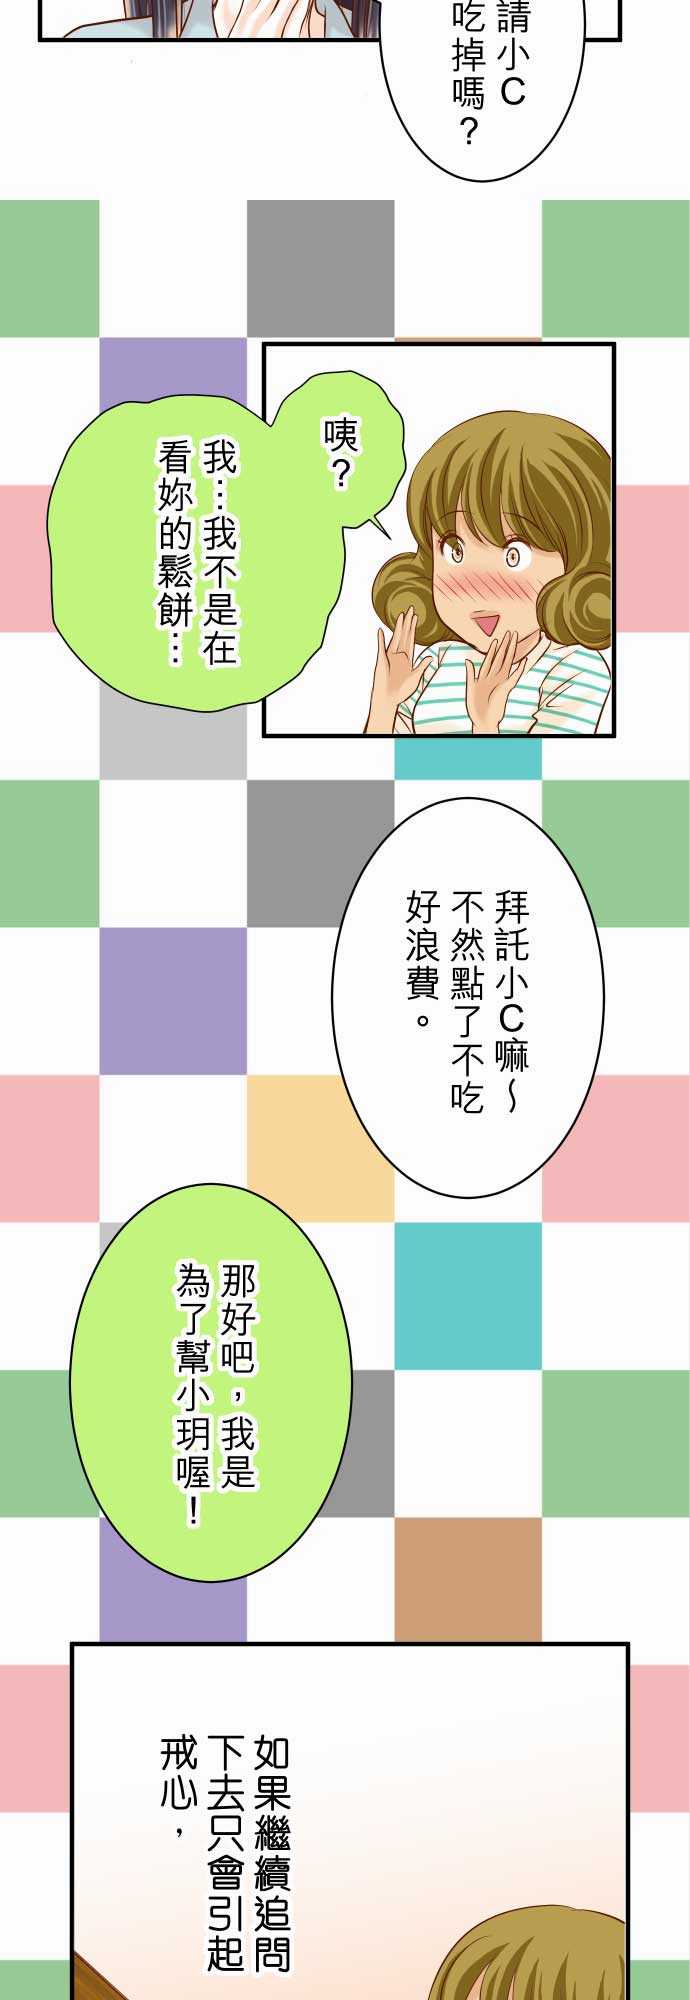 請小C
吃掉嗎？
咦？
我…我不是在
看妳的鬆餅…
拜託小C嘛～
不然點了不吃
好浪費。
那好吧，我是
為了幫小玥喔！
如果繼續追問
下去只會引起
戒心，